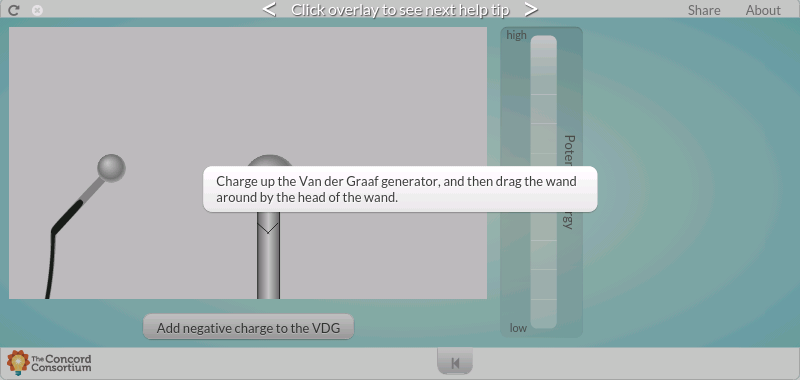 Click overlay to see next help tip
Share
About
high
Charge up the Van der Graaf generator, and then drag the wand
around by the head of the wand.
Add negative charge to the VDG
low
The
Concord
Consortium